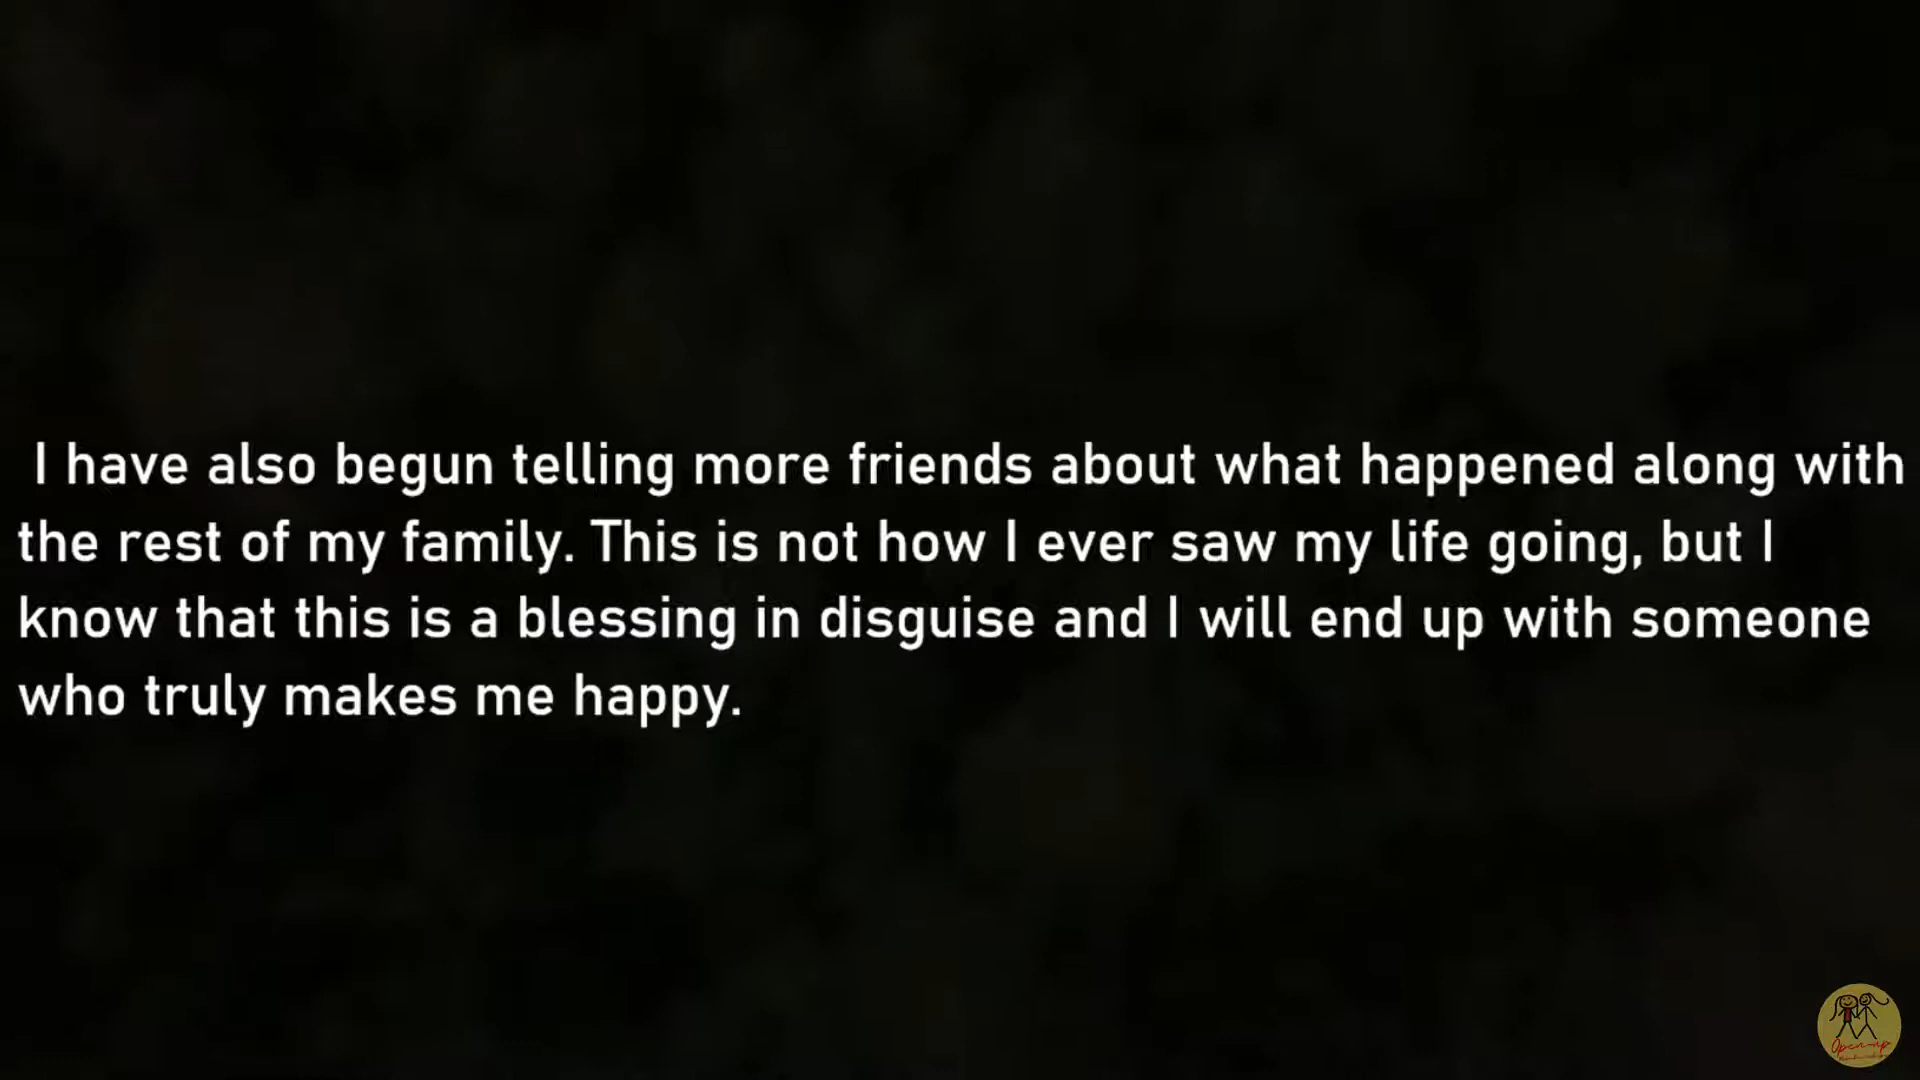 I have also begun telling more friends about what happened along with
the rest of my family. This is not how I ever saw my life going, but I
know that this is a blessing in disguise and I will end up with someone
who truly makes me happy.
Open-up